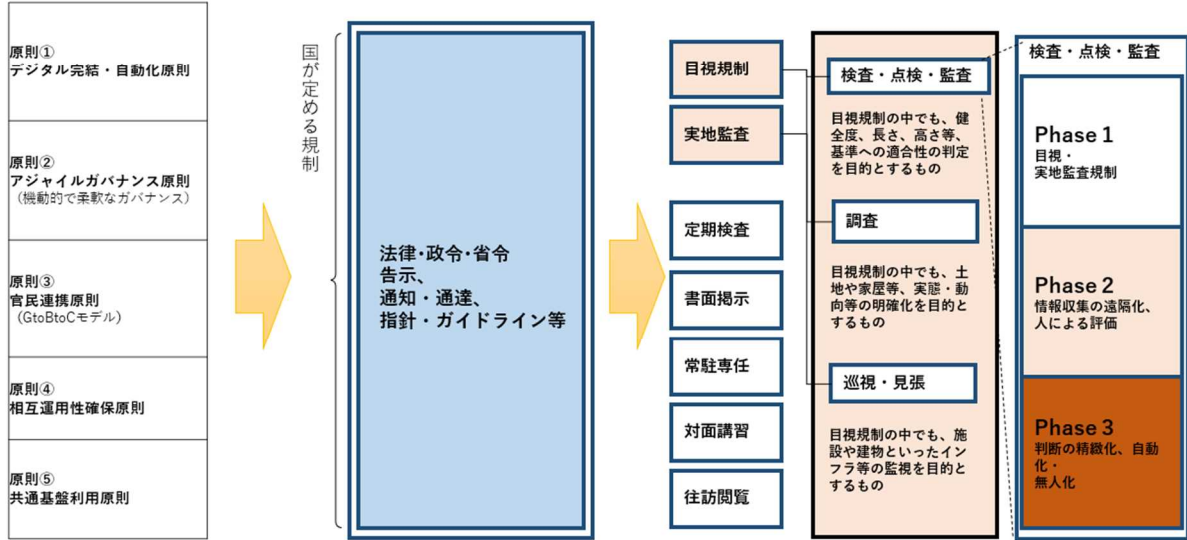 原則①
デジタル完結・自動化原則
原則②
アジャイルガバナンス原則
（機動的で柔軟なガバナンス）
原則③
官民連携原則
（GtoBtoCモデル）
原則④
相互運用性確保原則
原則⑤
共通基盤利用原則
国が定める規制
法律・政令・省令
告示、
通知・通達、
指針・ガイドライン等
目視規制
実地監査
定期検査
書面掲示
常駐専任
対面講習
往訪閲覧
検査・点検・監査
目視規制の中でも、健
全度、長さ、高さ等、
基準への適合性の判定
を目的とするもの
調査
目視規制の中でも、土
地や家屋等、実態・動
向等の明確化を目的と
するもの
巡視・見張
目視規制の中でも、施
設や建物といったイン
フラ等の監視を目的と
するもの
検査・点検・監査
Phase 1
目視・
実地監査規制
Phase 2
情報収集の遠隔化、
人による評価
Phase 3
判断の精緻化、自動
化・
無人化